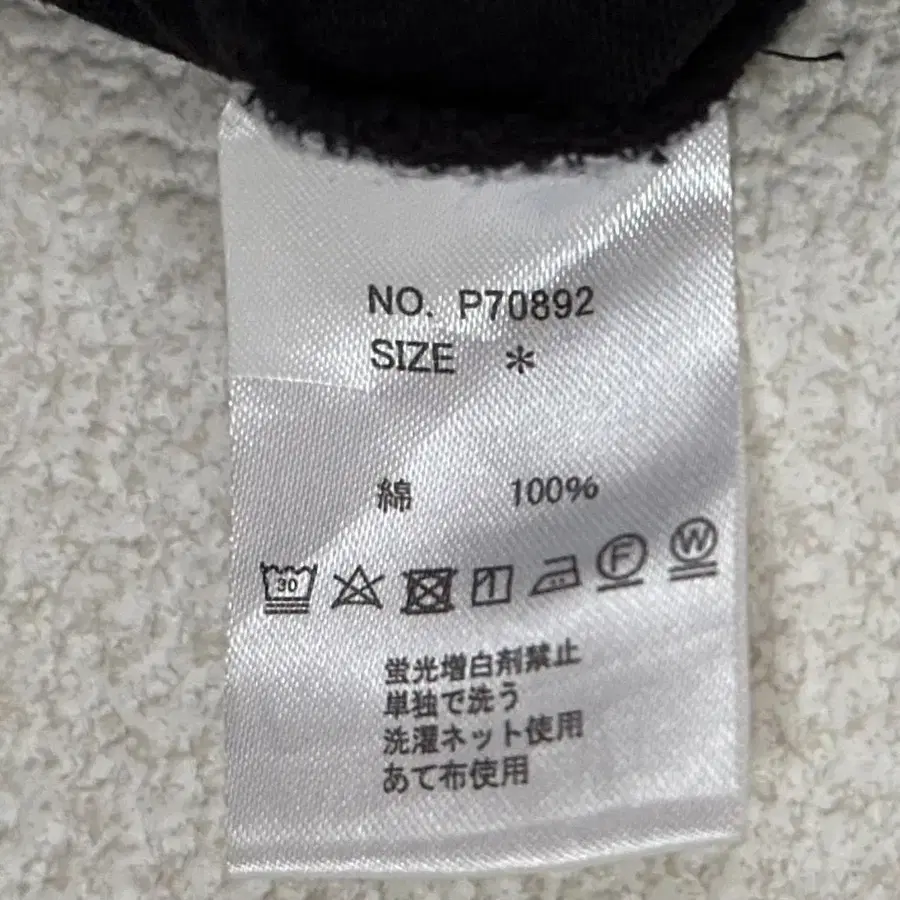 NO. P70892
SIZE *
綿 100%
30 F W
蛍光増白剤禁止
単独で洗う
洗濯ネット使用
あて布使用